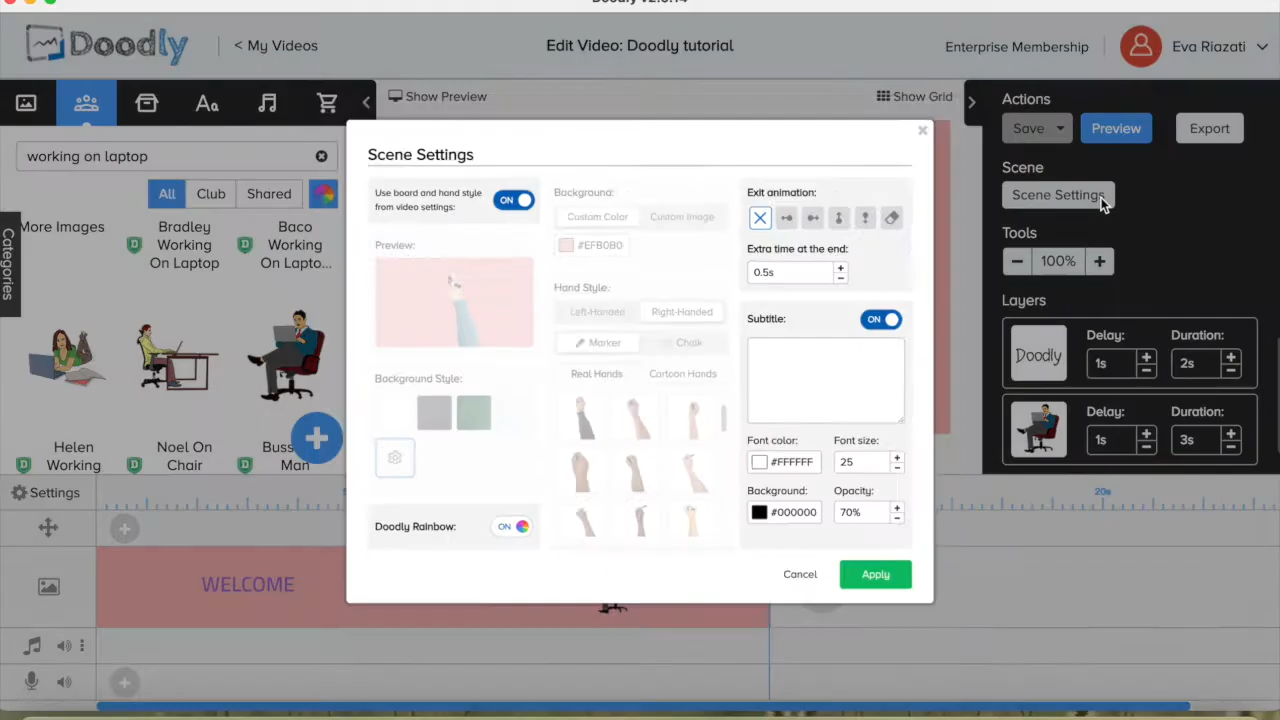 Doodly
< My Videos
Edit Video: Doodly tutorial
Enterprise Membership
Eva Riazati
Aa
Show Preview
Show Grid
working on laptop
All
Club
Shared
More Images
Bradley
Working
On Laptop
Baco
Working
On Lapto...
Categories
Helen
Working
Noel On
Chair
Buss
Man
Scene Settings
Use board and hand style
from video settings:
ON
Preview:
Background Style:
Doodly Rainbow:
ON
Background:
Custom Color
Custom Image
#EFB0B0
Hand Style:
Left-Handed
Right-Handed
Marker
Chalk
Real Hands
Cartoon Hands
Exit animation:
Extra time at the end:
0.5s
Subtitle:
ON
Font color:
Font size:
#FFFFFF
25
Background:
Opacity:
#000000
70%
Cancel
Apply
Actions
Save
Preview
Export
Scene
Scene Settings
Tools
100%
Layers
Doodly
Delay:
Duration:
1s
2s
Delay:
Duration:
1s
3s
Settings
20s
WELCOME